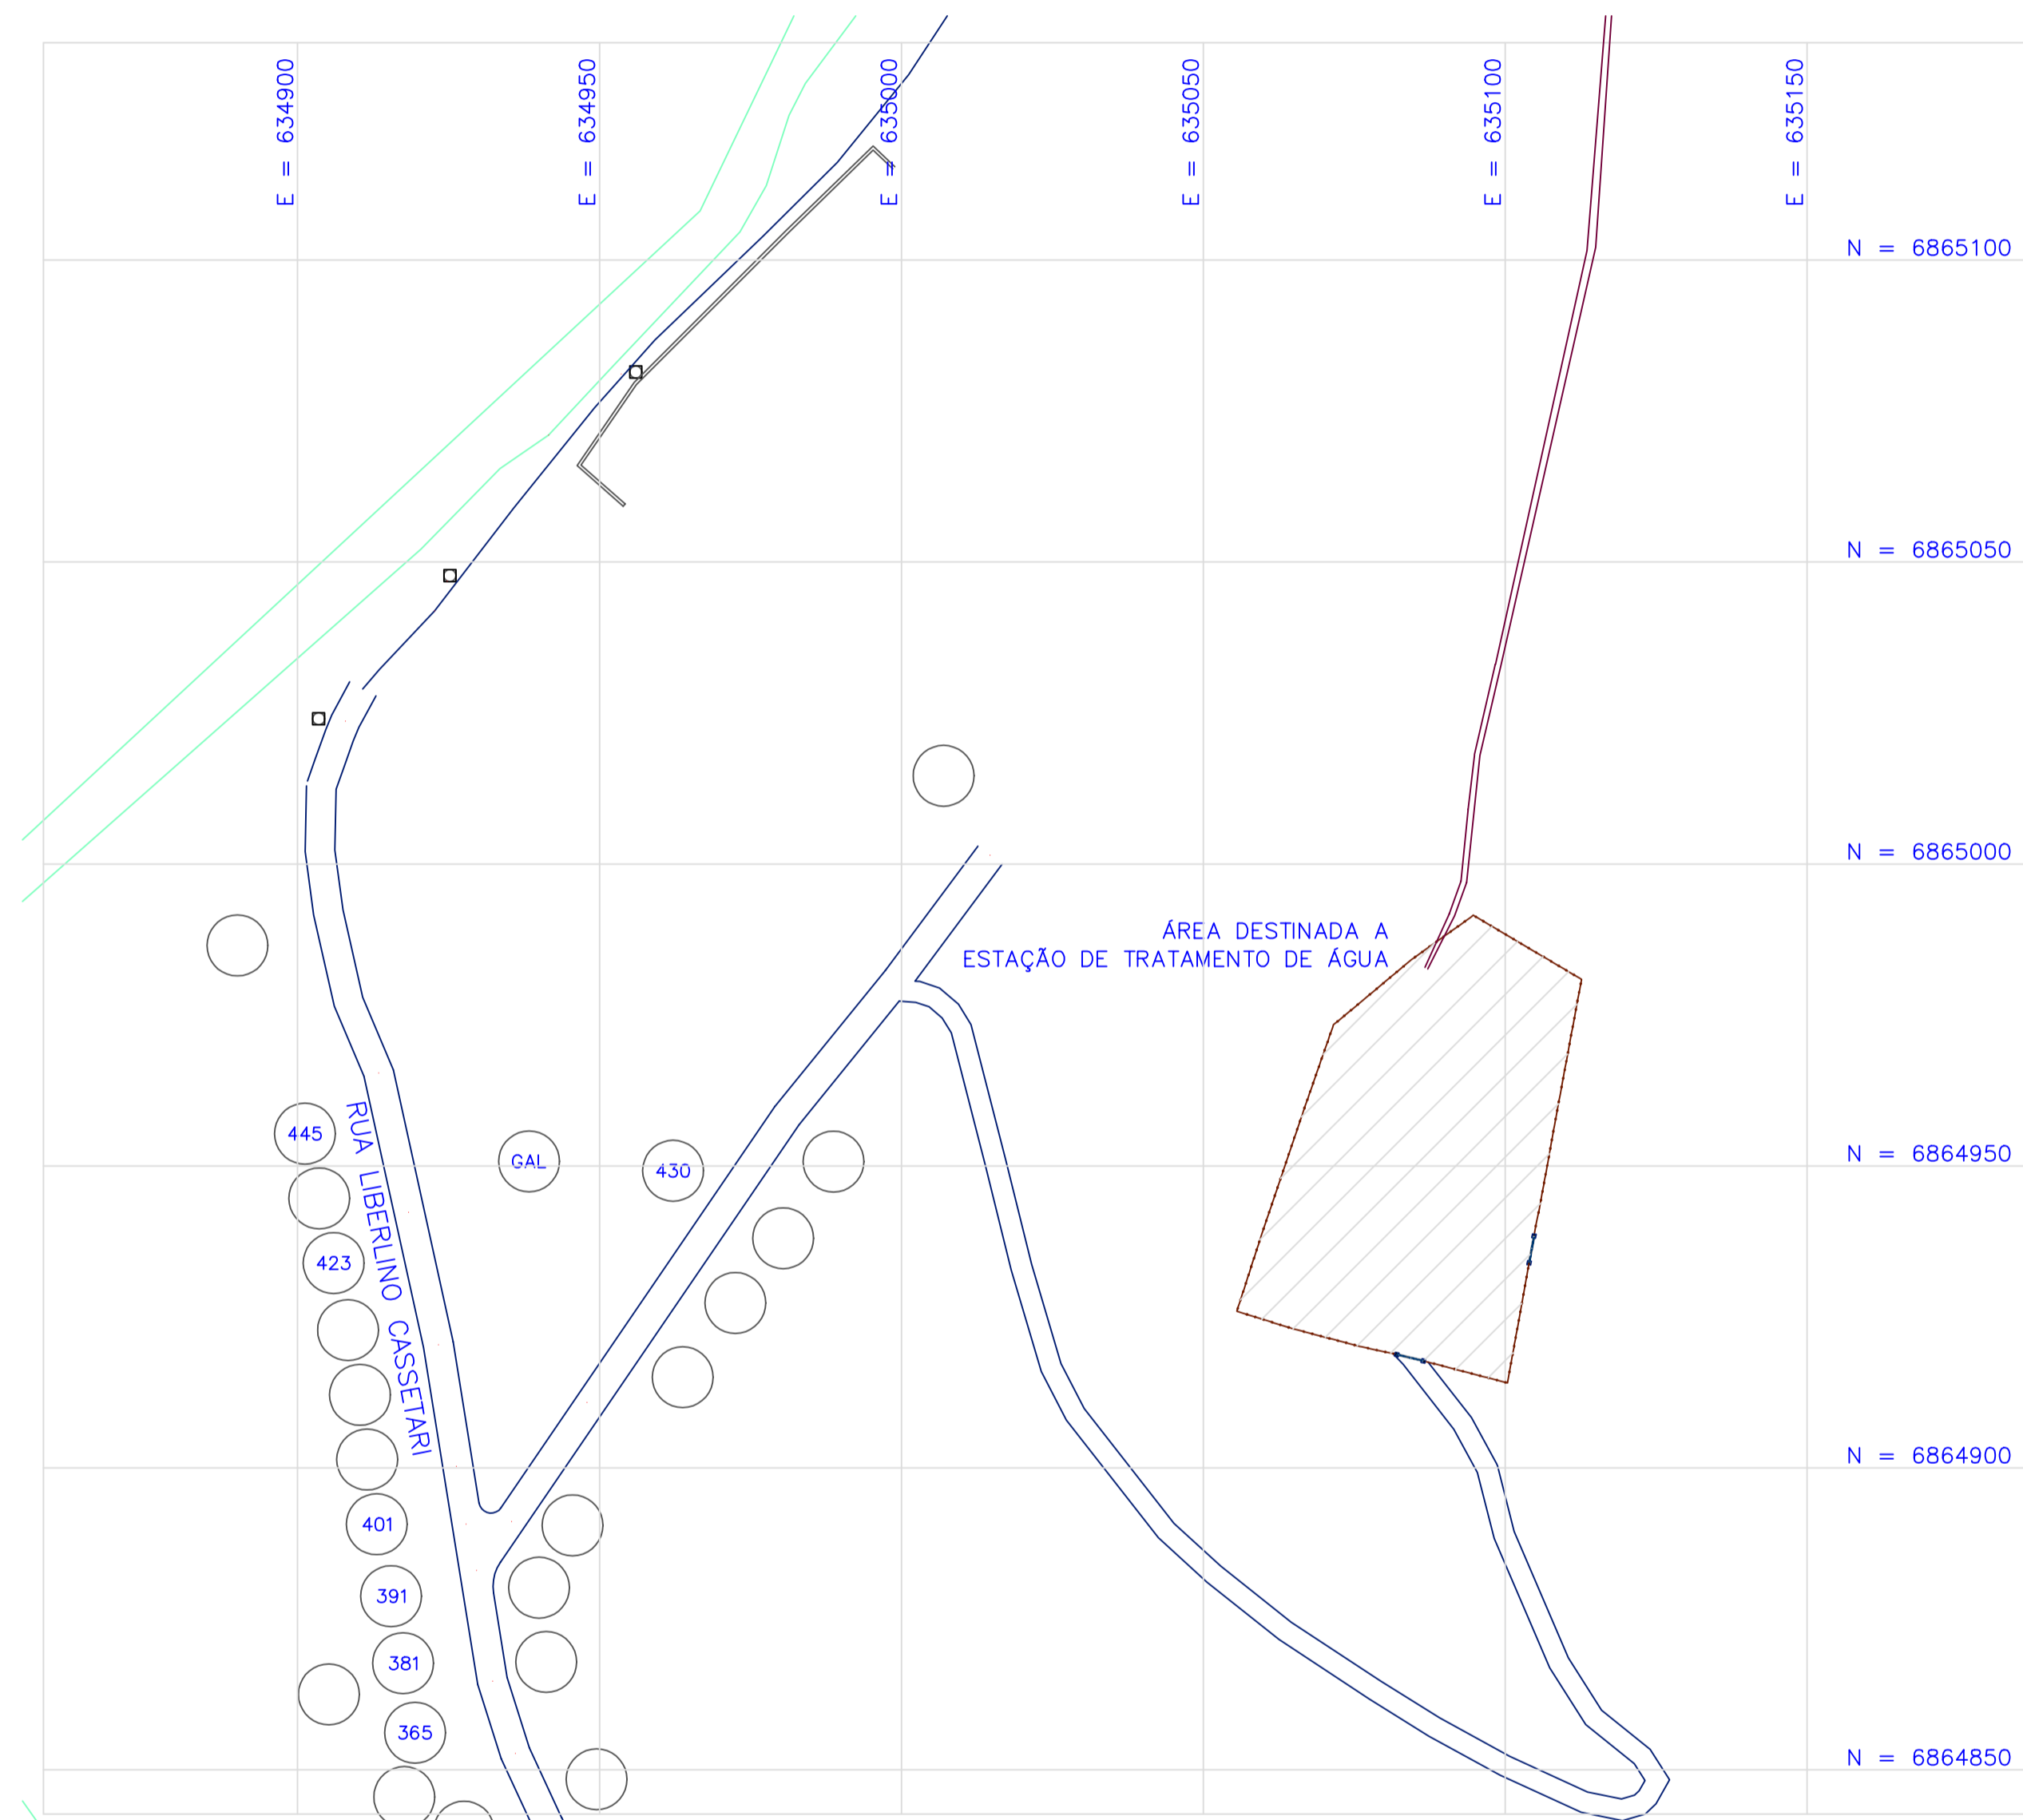 E = 634900
E = 634950
E = 635000
E = 635050
E = 635100
E = 635150
N = 6865100
N = 6865050
N = 6865000
ÁREA DESTINADA A
ESTAÇÃO DE TRATAMENTO DE ÁGUA
RUA LIBERLINO CASSETARI
445
GAL
430
N = 6864950
423
N = 6864900
401
391
381
365
N = 6864850